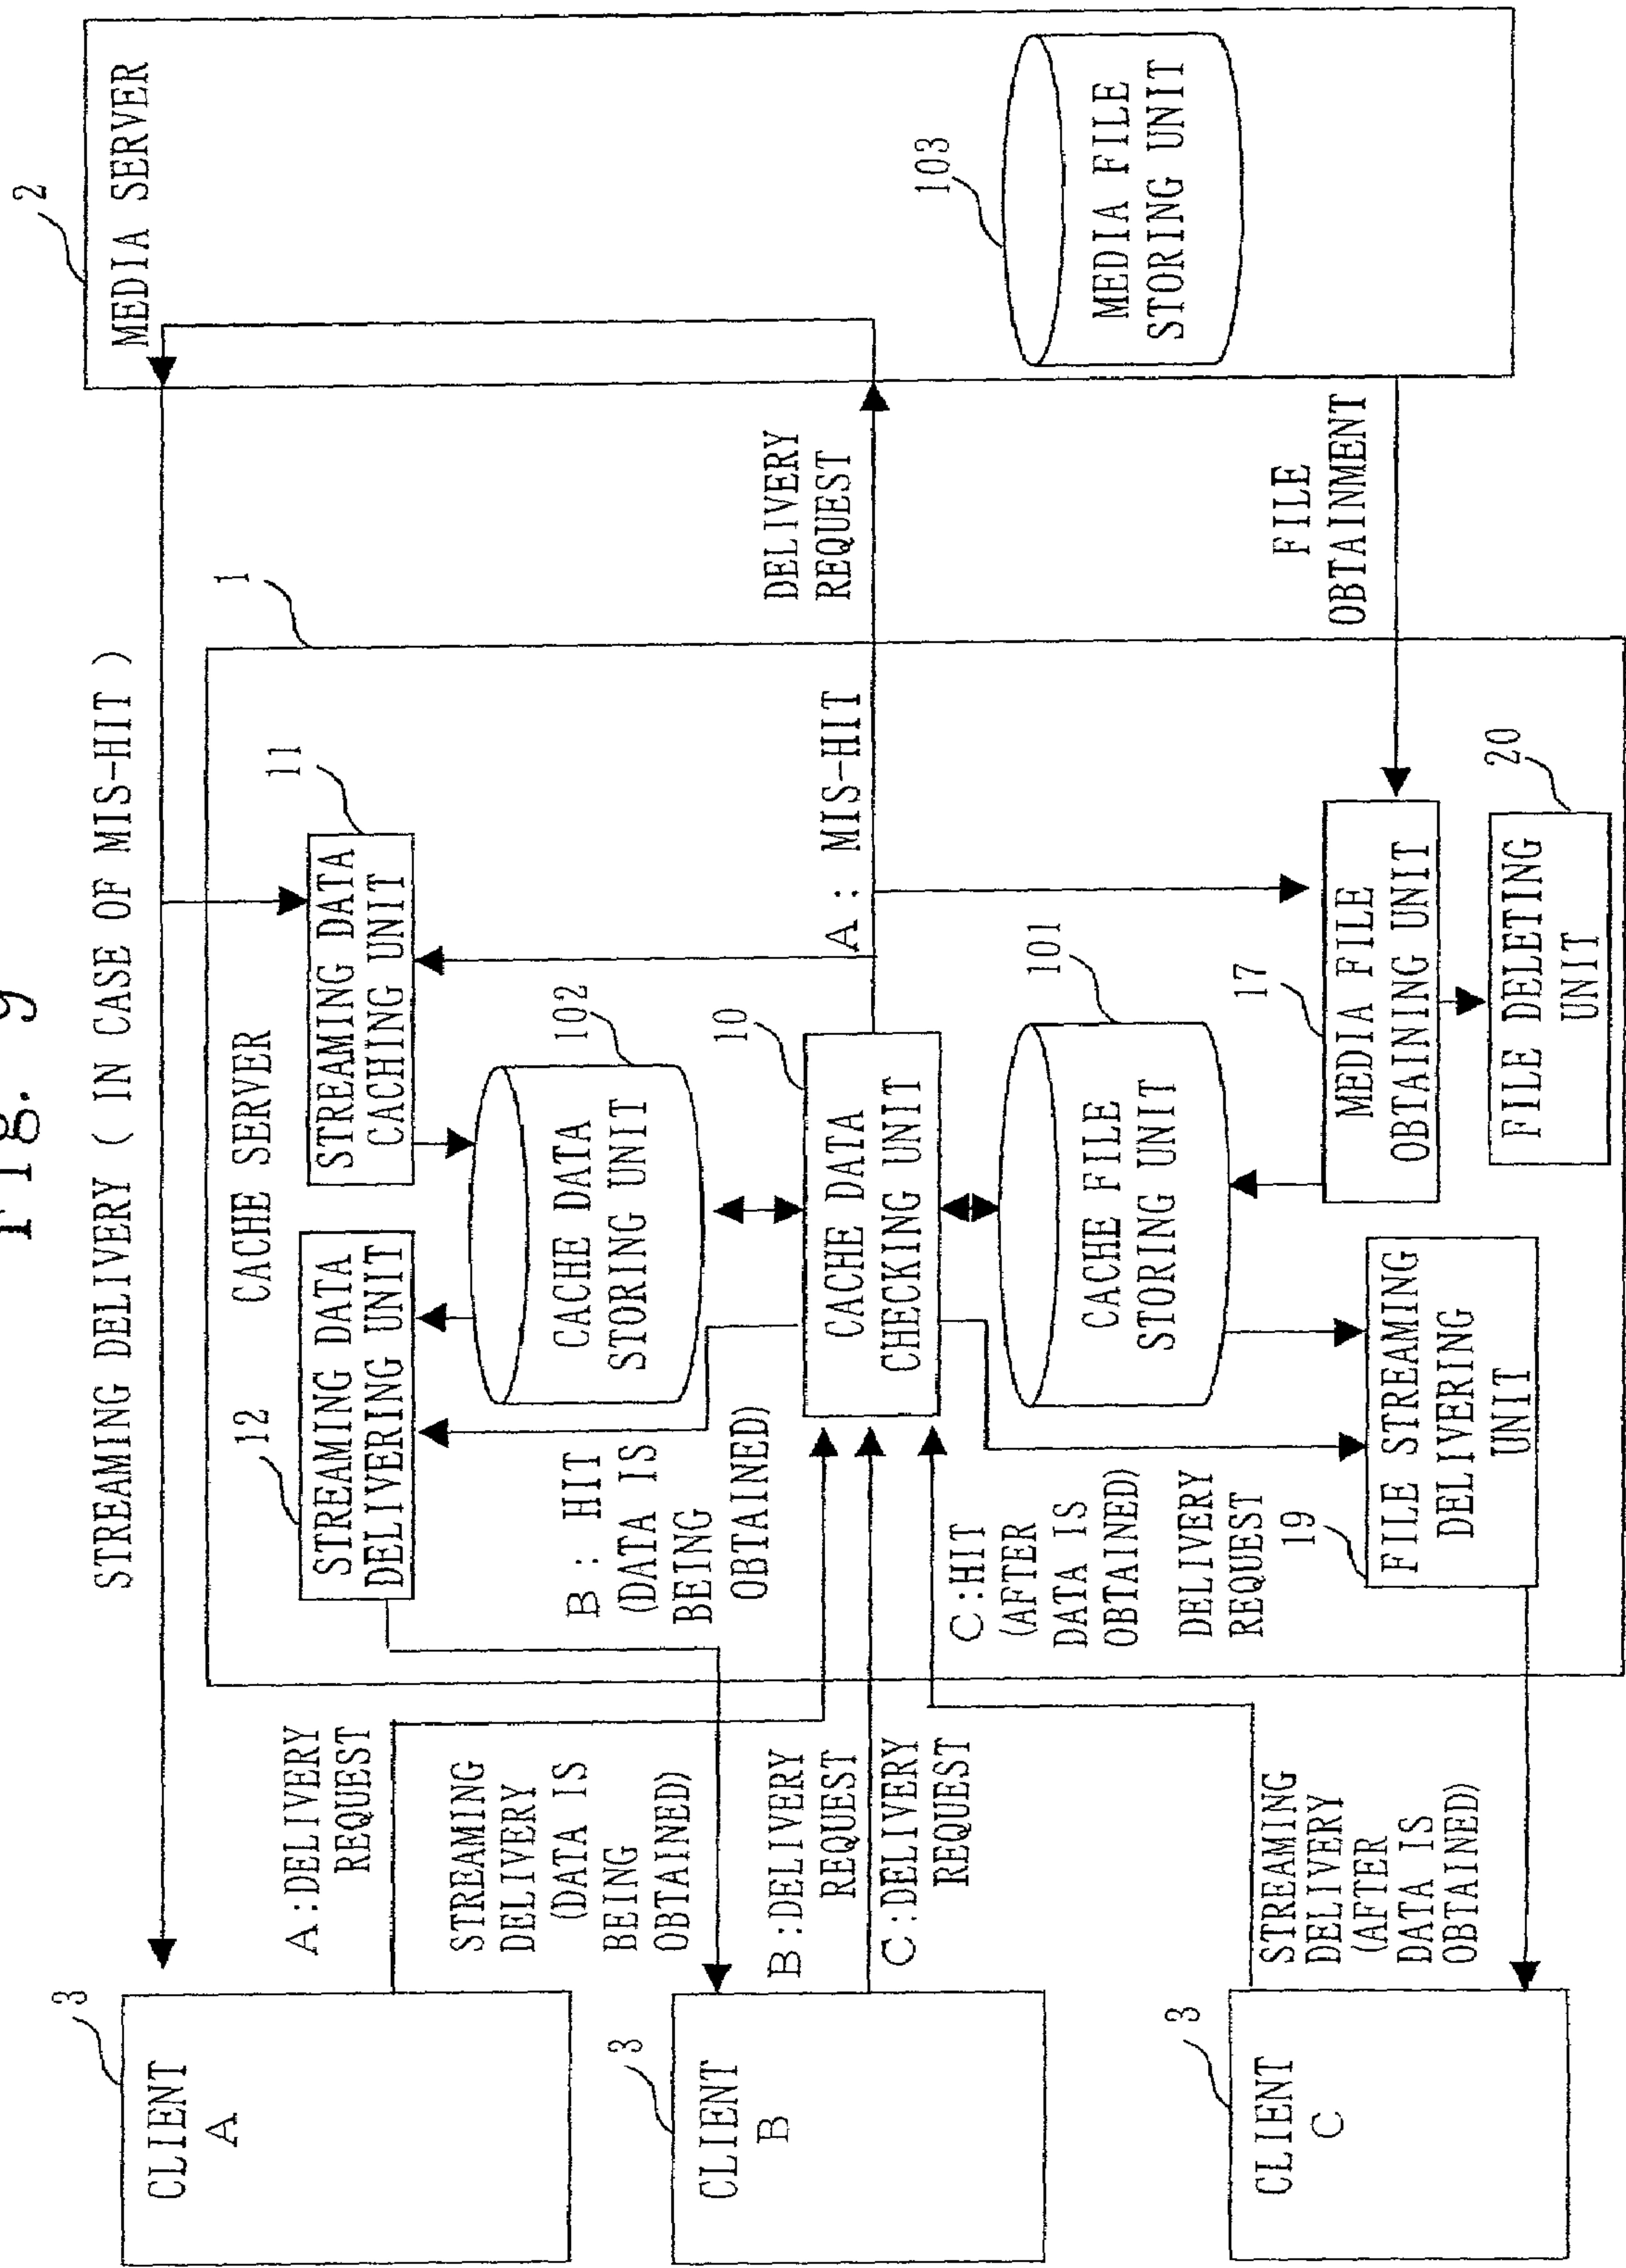 Fig. 9
STREAMING DELIVERY ( IN CASE OF MIS-HIT )
2
MEDIA SERVER
103
MEDIA FILE
STORING UNIT
1
CACHE SERVER
12
STREAMING DATA
DELIVERING UNIT
11
STREAMING DATA
CACHING UNIT
102
CACHE DATA
STORING UNIT
B : HIT
(DATA IS
BEING
OBTAINED)
10
CACHE DATA
CHECKING UNIT
A : MIS-HIT
DELIVERY
REQUEST
C:HIT
(AFTER
DATA IS
OBTAINED)
DELIVERY
REQUEST
101
CACHE FILE
STORING UNIT
17
MEDIA FILE
OBTAINING UNIT
FILE
OBTAINMENT
19
FILE STREAMING
DELIVERING
UNIT
20
FILE DELETING
UNIT
3
CLIENT
A
A:DELIVERY
REQUEST
STREAMING
DELIVERY
(DATA IS
BEING
OBTAINED)
3
CLIENT
B
B:DELIVERY
REQUEST
C:DELIVERY
REQUEST
3
CLIENT
C
STREAMING
DELIVERY
(AFTER
DATA IS
OBTAINED)